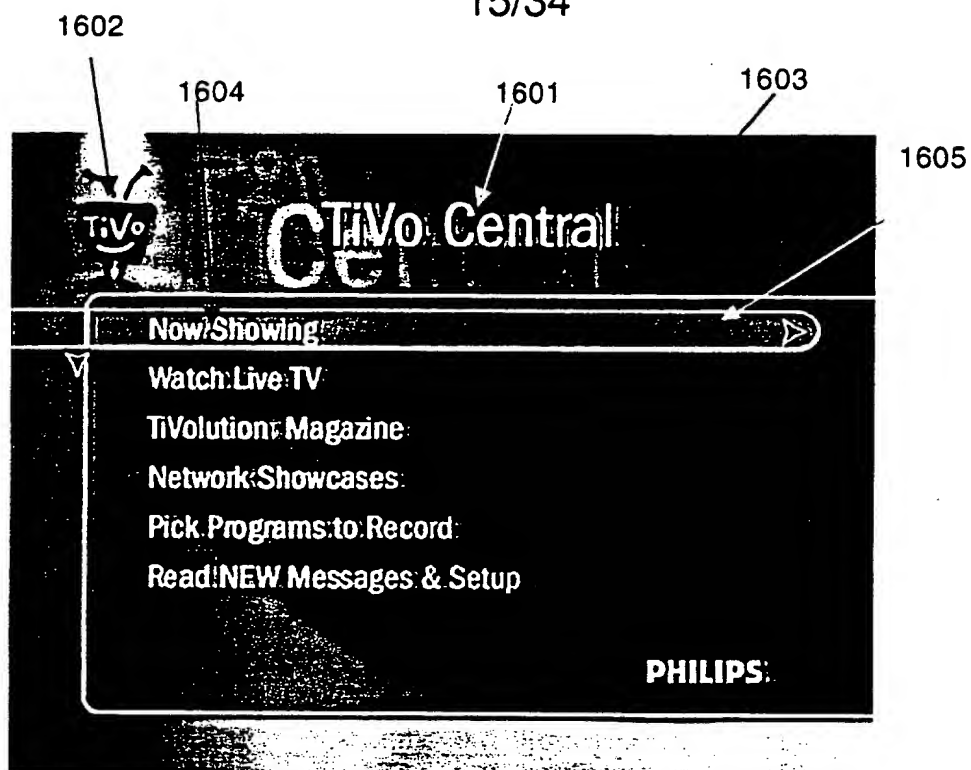 15/34
1602
1604
1601
1603
1605
TiVo
Ce
TiVo Central
Now Showing
Watch Live TV
TiVolution Magazine
Network Showcases
Pick Programs to Record
Read NEW Messages & Setup
PHILIPS